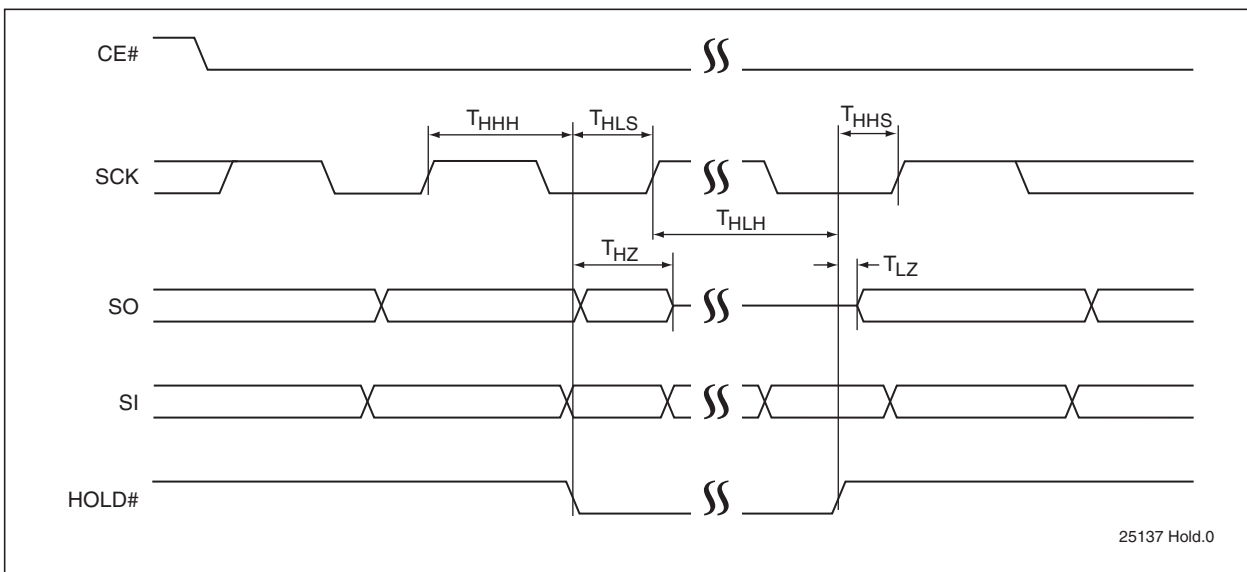 CE#
THHH
THLS
THHS
SCK
THLH
THZ
TLZ
SO
SI
HOLD#
25137 Hold.0